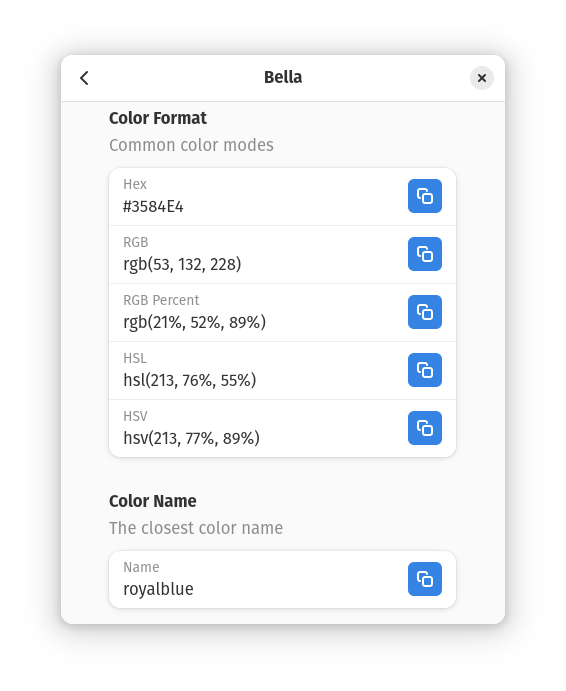 Bella
Color Format
Common color modes
Hex
#3584E4
RGB
rgb(53, 132, 228)
RGB Percent
rgb(21%, 52%, 89%)
HSL
hsl(213, 76%, 55%)
HSV
hsv(213, 77%, 89%)
Color Name
The closest color name
Name
royalblue